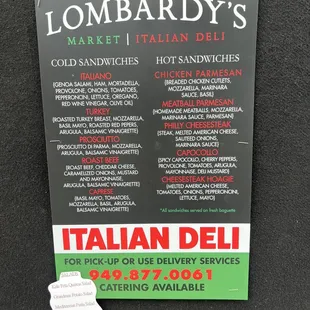 LOMBARDY'S
MARKET | ITALIAN DELI
COLD SANDWICHES
ITALIANO
(GENOA SALAMI, HAM, MORTADELLA,
PROVOLONE, ONIONS, TOMATOES,
PEPPERONCINI, LETTUCE, OREGANO,
RED WINE VINEGAR, OLIVE OIL)
TURKEY
(ROASTED TURKEY BREAST, MOZZARELLA,
BASIL MAYO, ROASTED RED PEPERS,
ARUGULA, BALSAMIC VINAIGRETTE)
PROSCIUTTO
(PROSCIUTO DI PARMA, MOZZARELLA,
ARUGULA, BALSAMIC VINAIGRETTE)
ROAST BEEF
(ROAST BEEF, CHEDDAR CHEESE,
CARAMELIZED ONIONS, MUSTARD
AND MAYONNAISE,
ARUGULA, BALSAMIC VINAIGRETTE)
CAPRESE
(BASIL MAYO, TOMATOES,
MOZZARELLA, BASIL, ARUGULA,
BALSAMIC VINAIGRETTE)
HOT SANDWICHES
CHICKEN PARMESAN
(BREADED CHICKEN CUTLETS,
MOZZARELLA, MARINARA
SAUCE, BASIL)
MEATBALL PARMESAN
(HOMEMADE MEATBALLS, MOZZARELLA,
MARINARA SAUCE, PARMESAN)
PHILLY CHEESESTEAK
(STEAK, MELTED AMERICAN CHEESE,
SAUTEED ONIONS,
MARINARA SAUCE)
CAPOCOLLO
(SPICY CAPOCOLLO, CHERRY PEPPERS,
PROVOLONE, TOMATOES, ARUGULA,
MAYONNAISE, DELI MUSTARD)
CHEESESTEAK HOAGIE
(MELTED AMERICAN CHEESE,
TOMATOES, ONIONS, PEPPERONCINI,
LETTUCE, MAYO)
*All sandwiches served on fresh baguette
ITALIAN DELI
FOR PICK-UP OR USE DELIVERY SERVICES
949.877.0061
CATERING AVAILABLE